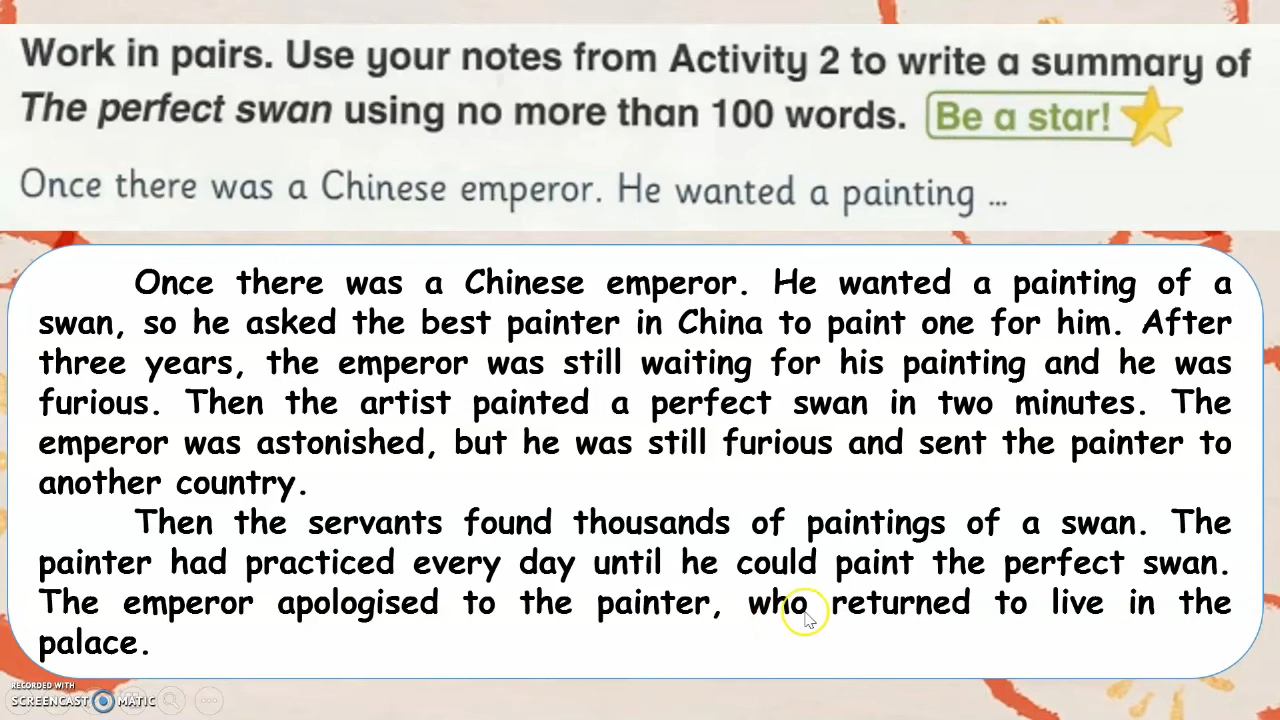 Work in pairs. Use your notes from Activity 2 to write a summary of
The perfect swan using no more than 100 words. Be a star!
Once there was a Chinese emperor. He wanted a painting ...
Once there was a Chinese emperor. He wanted a painting of a
swan, so he asked the best painter in China to paint one for him. After
three years, the emperor was still waiting for his painting and he was
furious. Then the artist painted a perfect swan in two minutes. The
emperor was astonished, but he was still furious and sent the painter to
another country.
Then the servants found thousands of paintings of a swan. The
painter had practiced every day until he could paint the perfect swan.
The emperor apologised to the painter, who returned to live in the
palace.
RECORDED WITH
SCREENCAST MATIC